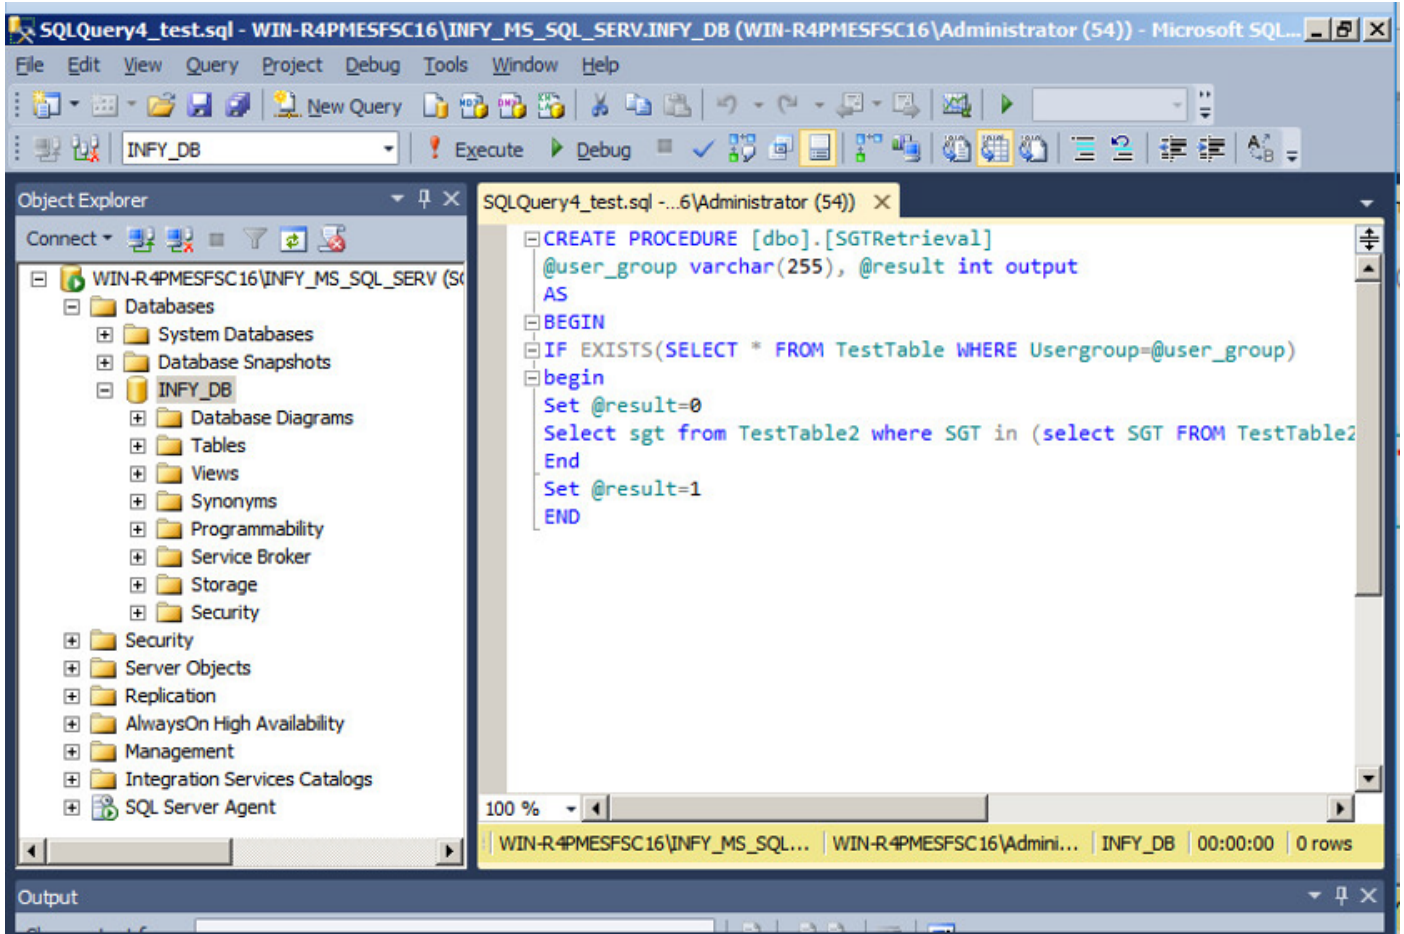 SQLQuery4_test.sql - WIN-R4PMESFSC16\INFY_MS_SQL_SERV.INFY_DB (WIN-R4PMESFSC16\Administrator (54)) - Microsoft SQL...
File Edit View Query Project Debug Tools Window Help
New Query
INFY_DB Execute Debug
Object Explorer
SQLQuery4_test.sql -...6\Administrator (54))
Connect
WIN-R4PMESFSC16\INFY_MS_SQL_SERV (S
Databases
System Databases
Database Snapshots
INFY_DB
Database Diagrams
Tables
Views
Synonyms
Programmability
Service Broker
Storage
Security
Security
Server Objects
Replication
AlwaysOn High Availability
Management
Integration Services Catalogs
SQL Server Agent
CREATE PROCEDURE [dbo].[SGTRetrieval]
@user_group varchar(255), @result int output
AS
BEGIN
IF EXISTS(SELECT * FROM TestTable WHERE Usergroup=@user_group)
begin
Set @result=0
Select sgt from TestTable2 where SGT in (select SGT FROM TestTable2
End
Set @result=1
END
100 %
WIN-R4PMESFSC16\INFY_MS_SQL... WIN-R4PMESFSC16\Admini... INFY_DB 00:00:00 0 rows
Output